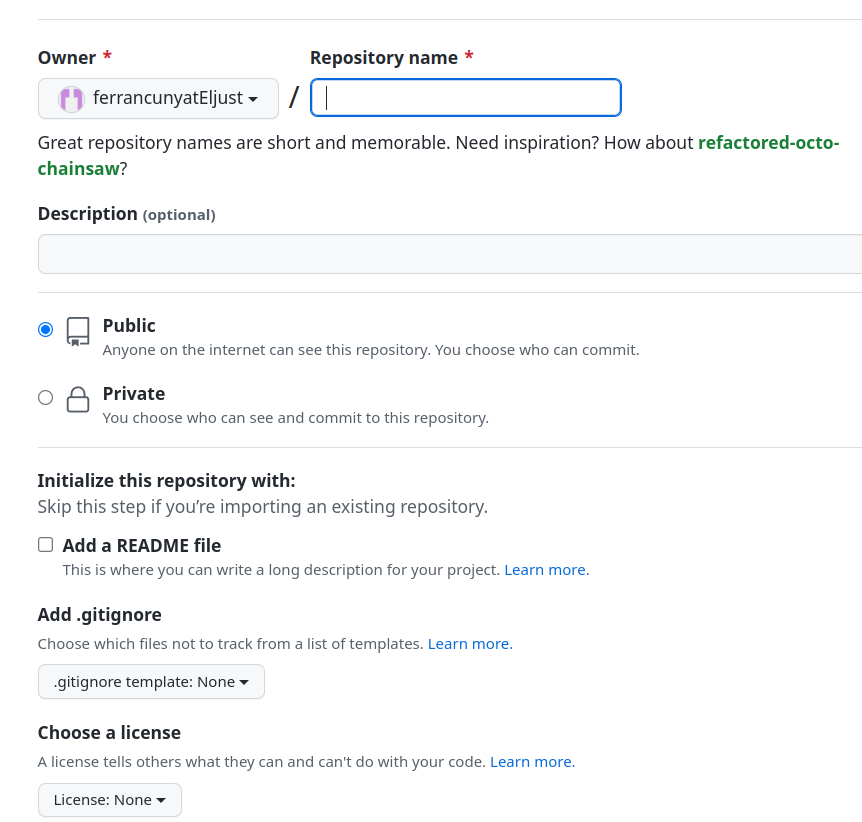 Owner * Repository name *
ferrancunyatEljust / 
Great repository names are short and memorable. Need inspiration? How about refactored-octo-
chainsaw?
Description (optional)
Public
Anyone on the internet can see this repository. You choose who can commit.
Private
You choose who can see and commit to this repository.
Initialize this repository with:
Skip this step if you’re importing an existing repository.
Add a README file
This is where you can write a long description for your project. Learn more.
Add .gitignore
Choose which files not to track from a list of templates. Learn more.
.gitignore template: None
Choose a license
A license tells others what they can and can't do with your code. Learn more.
License: None